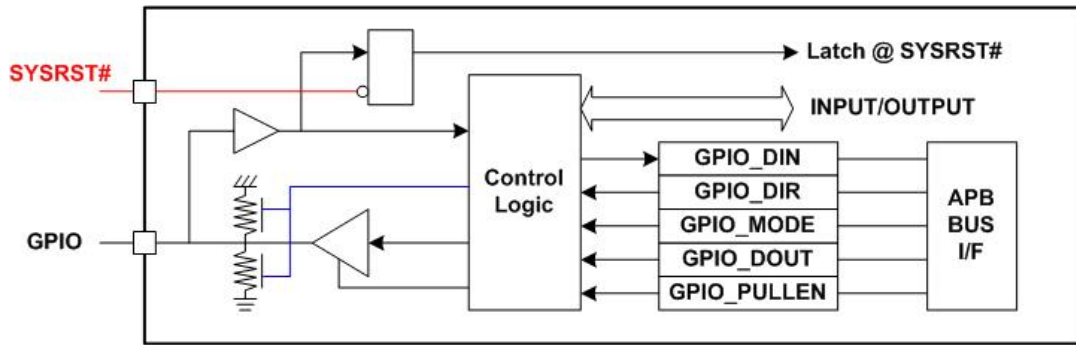 Latch @ SYSRST#
SYSRST#
INPUT/OUTPUT
Control
Logic
GPIO_DIN
GPIO_DIR
GPIO_MODE
GPIO_DOUT
GPIO_PULLEN
APB
BUS
I/F
GPIO